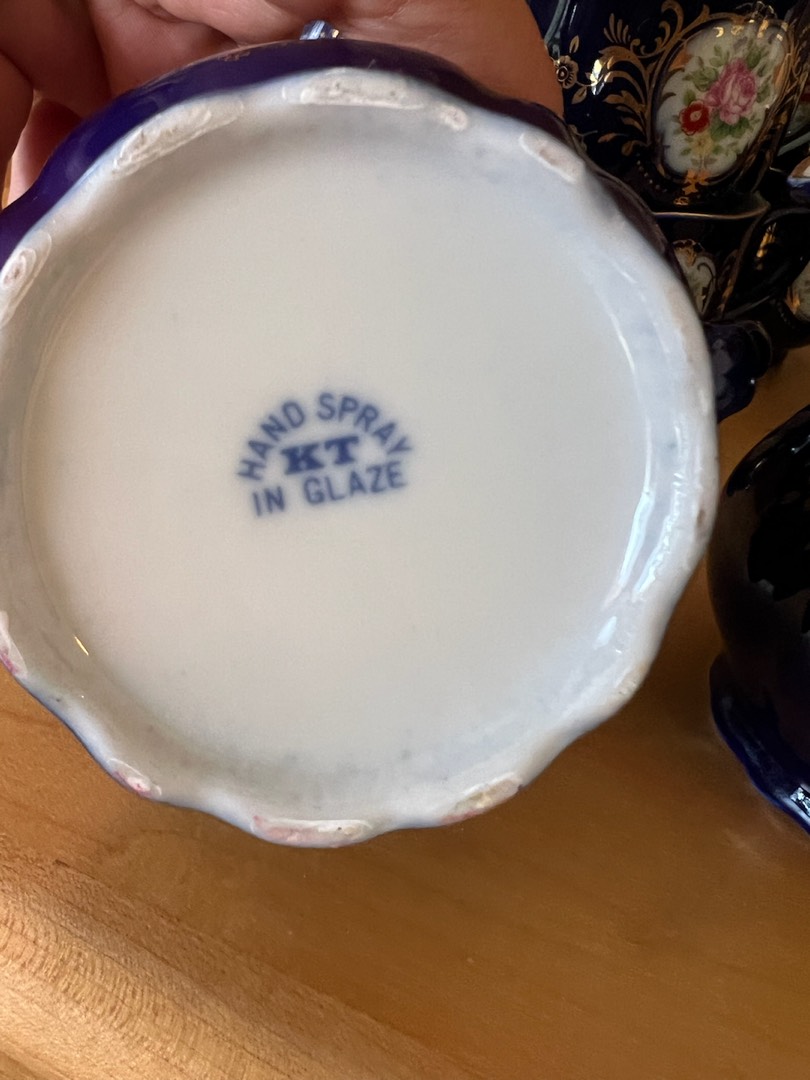 HAND SPRAY
KT
IN GLAZE